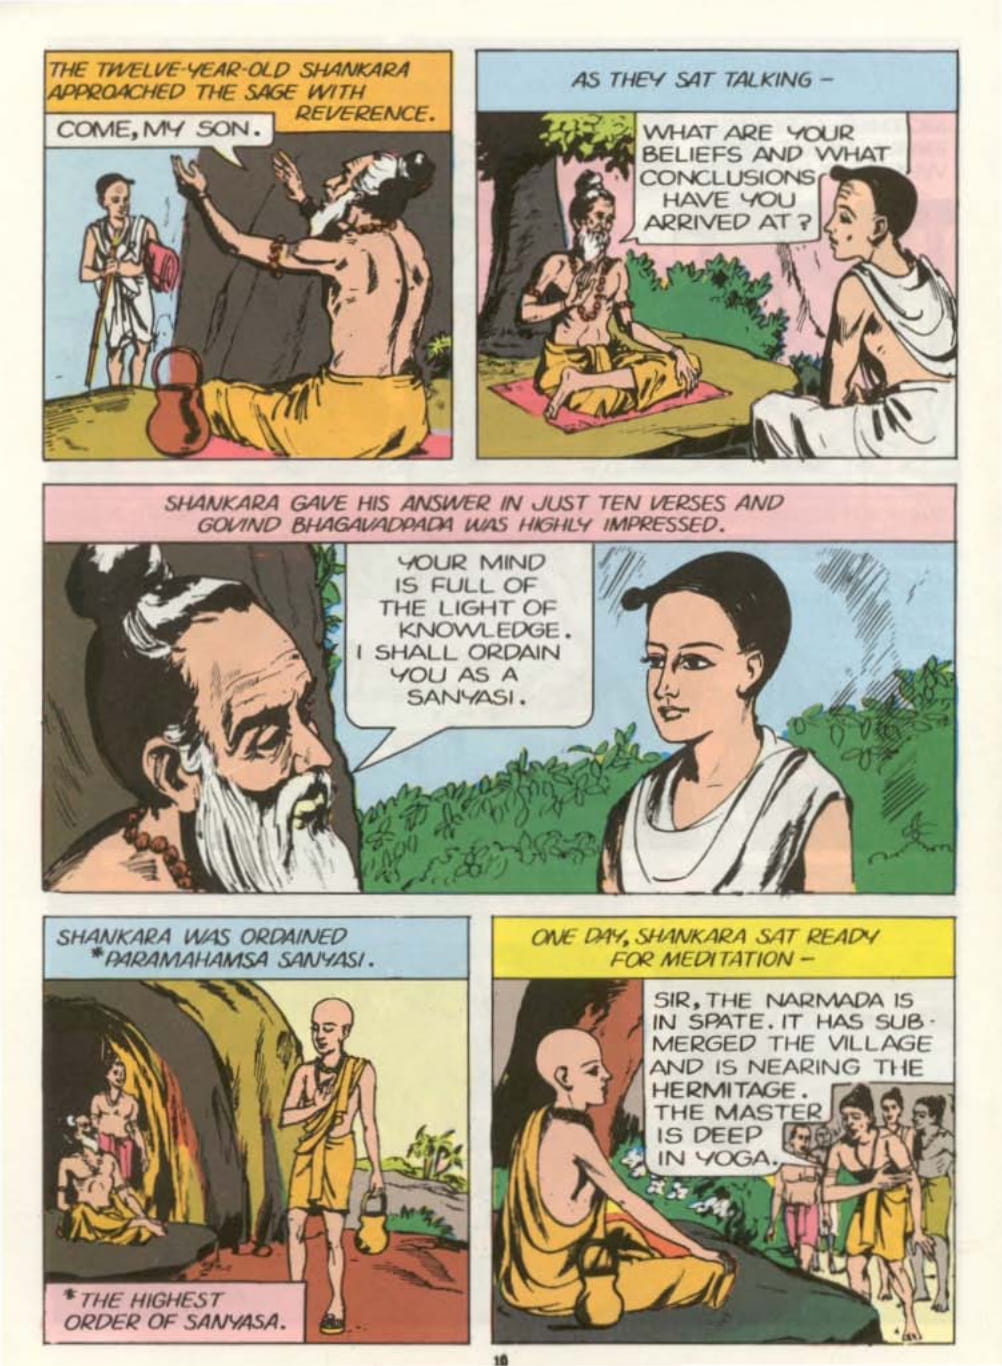 THE TWELVE-YEAR-OLD SHANKARA
APPROACHED THE SAGE WITH
REVERENCE.
COME, MY SON.
AS THEY SAT TALKING –
WHAT ARE YOUR
BELIEFS AND WHAT
CONCLUSIONS
HAVE YOU
ARRIVED AT?
SHANKARA GAVE HIS ANSWER IN JUST TEN VERSES AND
GOVIND BHAGAVADPADA WAS HIGHLY IMPRESSED.
YOUR MIND
IS FULL OF
THE LIGHT OF
KNOWLEDGE.
I SHALL ORDAIN
YOU AS A
SANYASI.
SHANKARA WAS ORDAINED
*PARAMAHAMSA SANYASI.
*THE HIGHEST
ORDER OF SANYASA.
ONE DAY, SHANKARA SAT READY
FOR MEDITATION –
SIR, THE NARMADA IS
IN SPATE. IT HAS SUB-
MERGED THE VILLAGE
AND IS NEARING THE
HERMITAGE.
THE MASTER
IS DEEP
IN YOGA.
10